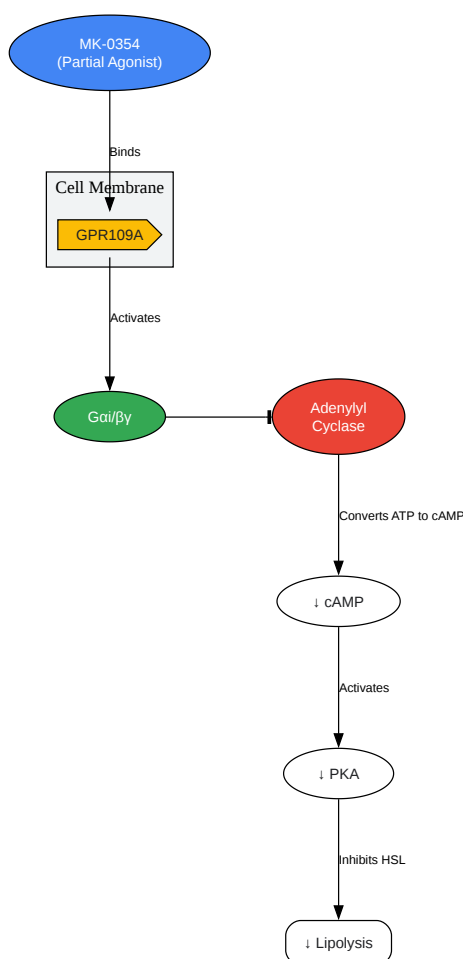 MK-0354
(Partial Agonist)
Binds
Cell Membrane
GPR109A
Activates
Gαi/βγ
Adenylyl
Cyclase
Converts ATP to cAMP
↓ cAMP
Activates
↓ PKA
Inhibits HSL
↓ Lipolysis